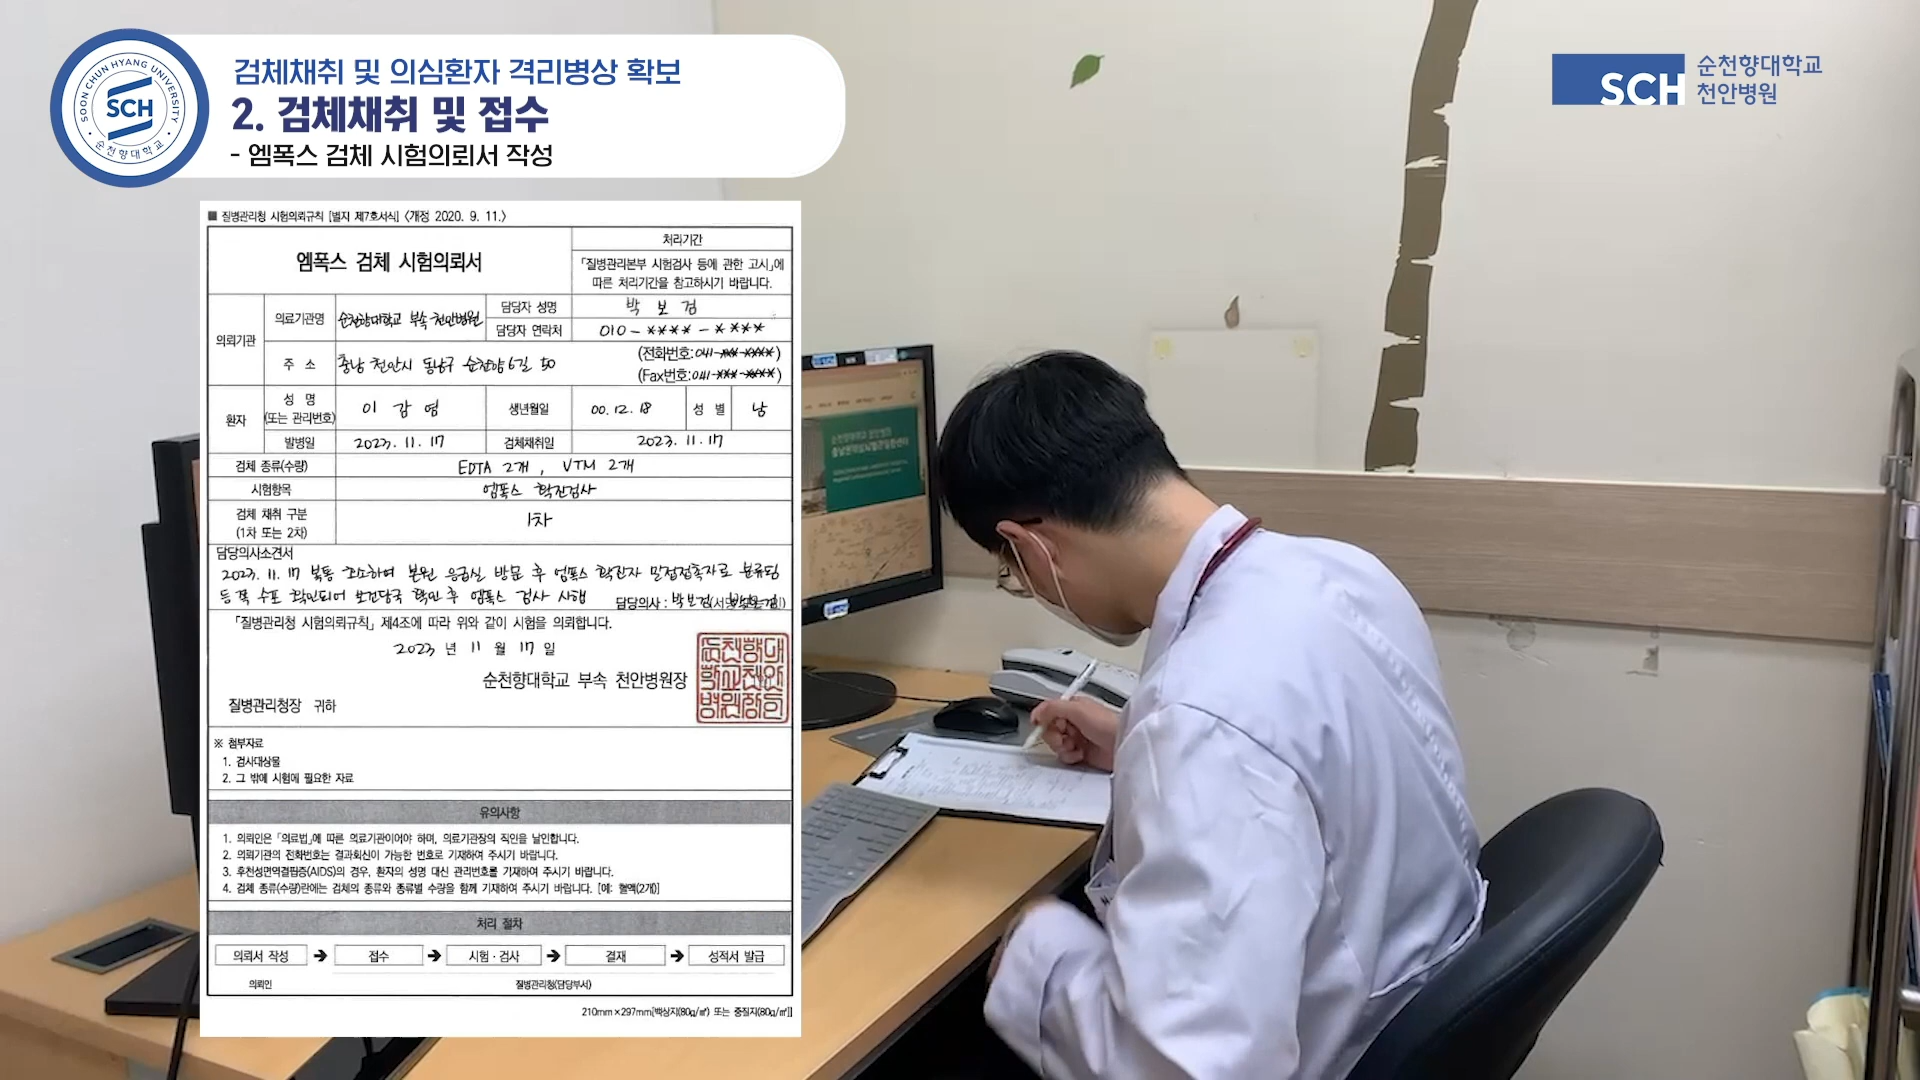 검체채취 및 의심환자 격리병상 확보
2. 검체채취 및 접수
- 엠폭스 검체 시험의뢰서 작성
SOON CHUN HYANG UNIVERSITY
SCH
순천향대학교
SCH 순천향대학교
천안병원
■ 질병관리청 시험의뢰규칙 [별지 제7호서식] <개정 2020. 9. 11.>
엠폭스 검체 시험의뢰서
처리기간
「질병관리본부 시험검사 등에 관한 고시」에
따른 처리기간을 참고하시기 바랍니다.
의뢰기관
의료기관명 순천향대학교 부속 천안병원
담당자 성명 박 보 검
담당자 연락처 010 - **** - ****
주 소 충남 천안시 동남구 순천향6길 50
(전화번호:041-***-****)
(Fax번호:041-***-****)
환자
성 명
(또는 관리번호)
이 감 염
생년월일 00. 12. 18 성 별 남
발병일 2023. 11. 17 검체채취일 2023. 11. 17
검체 종류(수량) EDTA 2개 , VTM 2개
시험항목 엠폭스 확진검사
검체 채취 구분
(1차 또는 2차)
1차
담당의사소견서
2023. 11. 17 복통 호소하여 본원 응급실 방문 후 엠폭스 확진자 밀접접촉자로 분류됨
등 쪽 수포 확인되어 보건당국 확인 후 엠폭스 검사 시행 담당의사 : 박보검
「질병관리청 시험의뢰규칙」 제4조에 따라 위와 같이 시험을 의뢰합니다.
2023 년 11 월 17 일
순천향대학교 부속 천안병원장
질병관리청장 귀하
※ 첨부자료
1. 검사대상물
2. 그 밖에 시험에 필요한 자료
유의사항
1. 의뢰인은 「의료법」에 따른 의료기관이어야 하며, 의료기관장의 직인을 날인합니다.
2. 의뢰기관의 전화번호는 결과회신이 가능한 번호로 기재하여 주시기 바랍니다.
3. 후천성면역결핍증(AIDS)의 경우, 환자의 성명 대신 관리번호를 기재하여 주시기 바랍니다.
4. 검체 종류(수량)란에는 검체의 종류와 종류별 수량을 함께 기재하여 주시기 바랍니다. [예: 혈액(2개)]
처리 절차
의뢰서 작성 → 접수 → 시험 · 검사 → 결재 → 성적서 발급
의뢰인 질병관리청(담당부서)
210mm×297mm[백상지(80g/㎡) 또는 중질지(80g/㎡)]